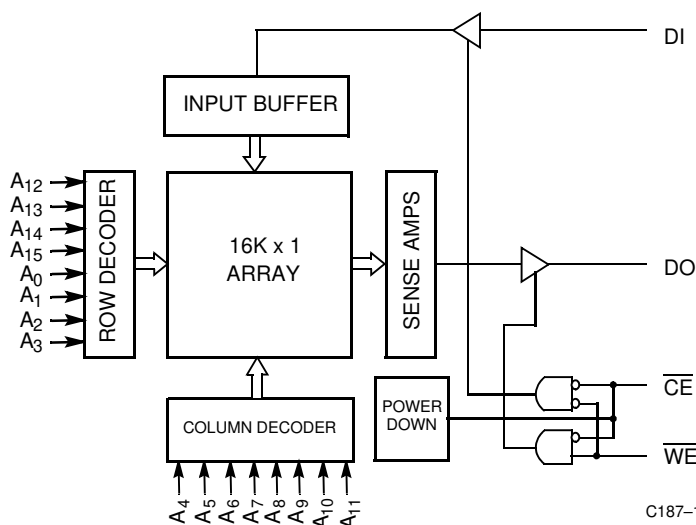 DI
INPUT BUFFER
A12
A13
A14
A15
A0
A1
A2
A3
ROW DECODER
16K x 1
ARRAY
SENSE AMPS
DO
COLUMN DECODER
POWER
DOWN
CE
WE
A4
A5
A6
A7
A8
A9
A10
A11